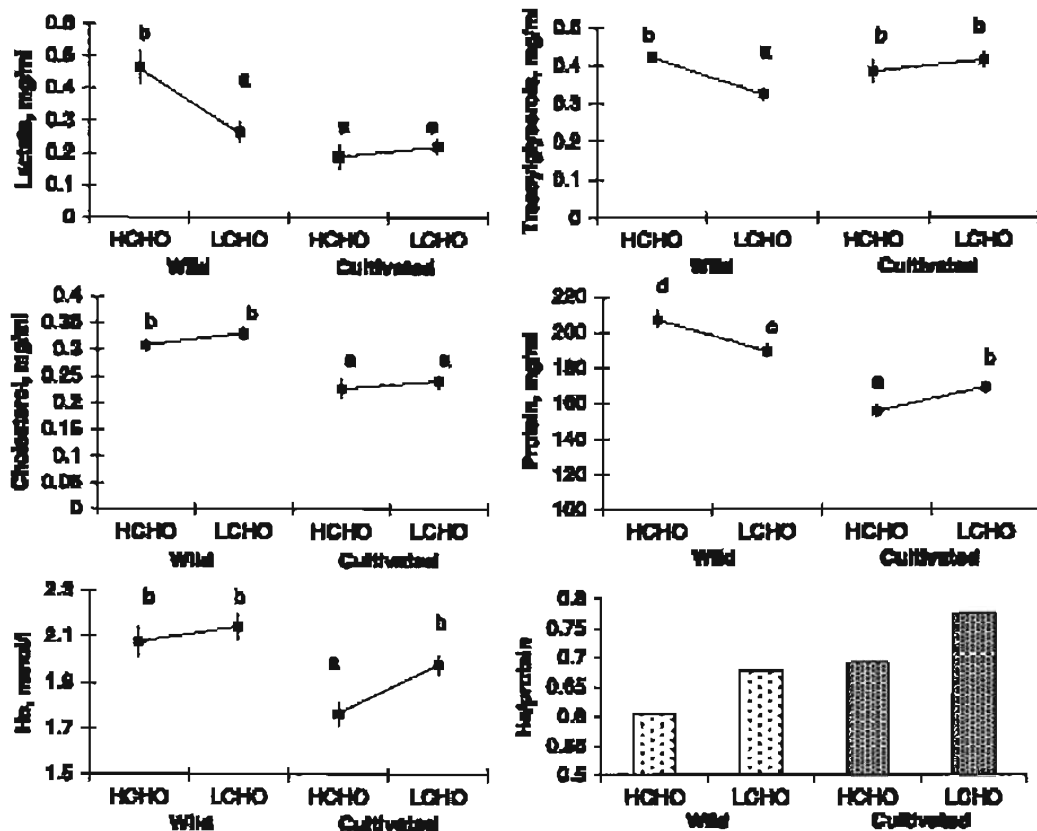 Lactate, mg/ml
0.6
0.5
0.4
0.3
0.2
0.1
0
b
a
a
a
HCHO LCHO HCHO LCHO
Wild Cultivated
mg/ml
0.5
0.4
0.3
0.2
0.1
0
b
a
b
b
HCHO LCHO HCHO LCHO
Wild Cultivated
Cholesterol, mg/ml
0.4
0.35
0.3
0.25
0.2
0.15
0.1
0.05
0
b
b
a
a
HCHO LCHO HCHO LCHO
Wild Cultivated
Protein, mg/ml
220
200
180
160
140
120
100
d
c
a
b
HCHO LCHO HCHO LCHO
Wild Cultivated
Hc, mmol/l
2.3
2.1
1.9
1.7
1.5
b
b
a
b
HCHO LCHO HCHO LCHO
Wild Cultivated
Hc/protein
0.8
0.75
0.7
0.65
0.6
0.55
0.5
HCHO LCHO HCHO LCHO
Wild Cultivated